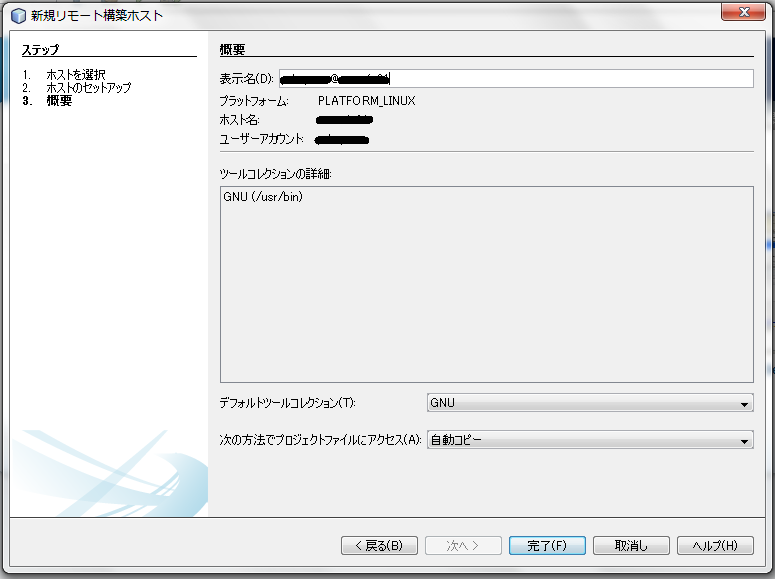 新規リモート構築ホスト
ステップ
1. ホストを選択
2. ホストのセットアップ
3. 概要
概要
表示名(D):
プラットフォーム: PLATFORM_LINUX
ホスト名:
ユーザーアカウント
ツールコレクションの詳細:
GNU (/usr/bin)
デフォルトツールコレクション(T): GNU
次の方法でプロジェクトファイルにアクセス(A): 自動コピー
< 戻る(B) 次へ > 完了(F) 取消し ヘルプ(H)